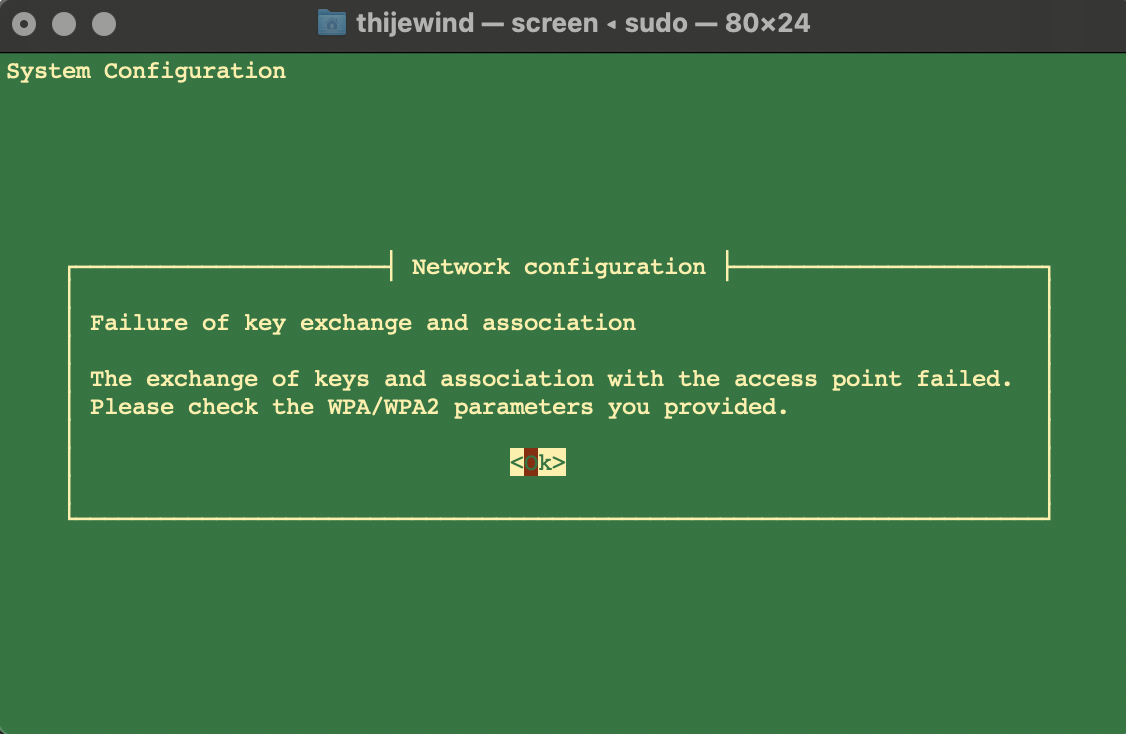 thijewind — screen ◂ sudo — 80×24
System Configuration
Network configuration
Failure of key exchange and association
The exchange of keys and association with the access point failed.
Please check the WPA/WPA2 parameters you provided.
<Ok>